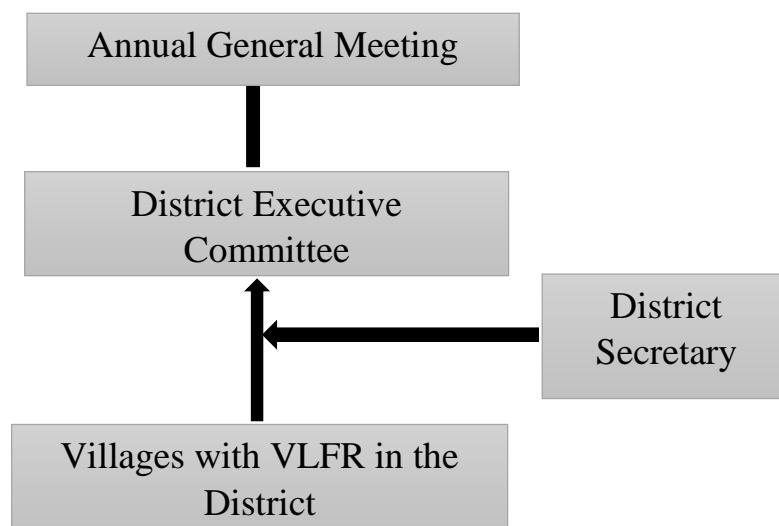 Annual General Meeting
District Executive
Committee
District
Secretary
Villages with VLFR in the
District